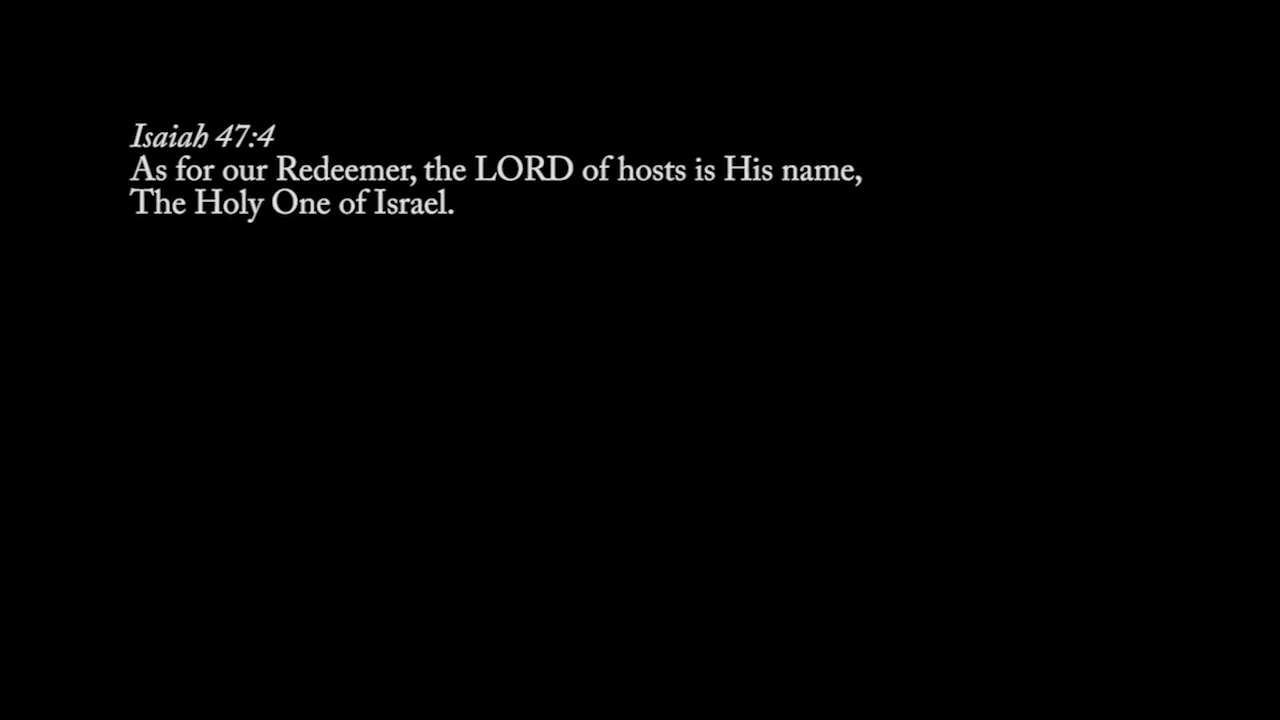 Isaiah 47:4
As for our Redeemer, the LORD of hosts is His name,
The Holy One of Israel.